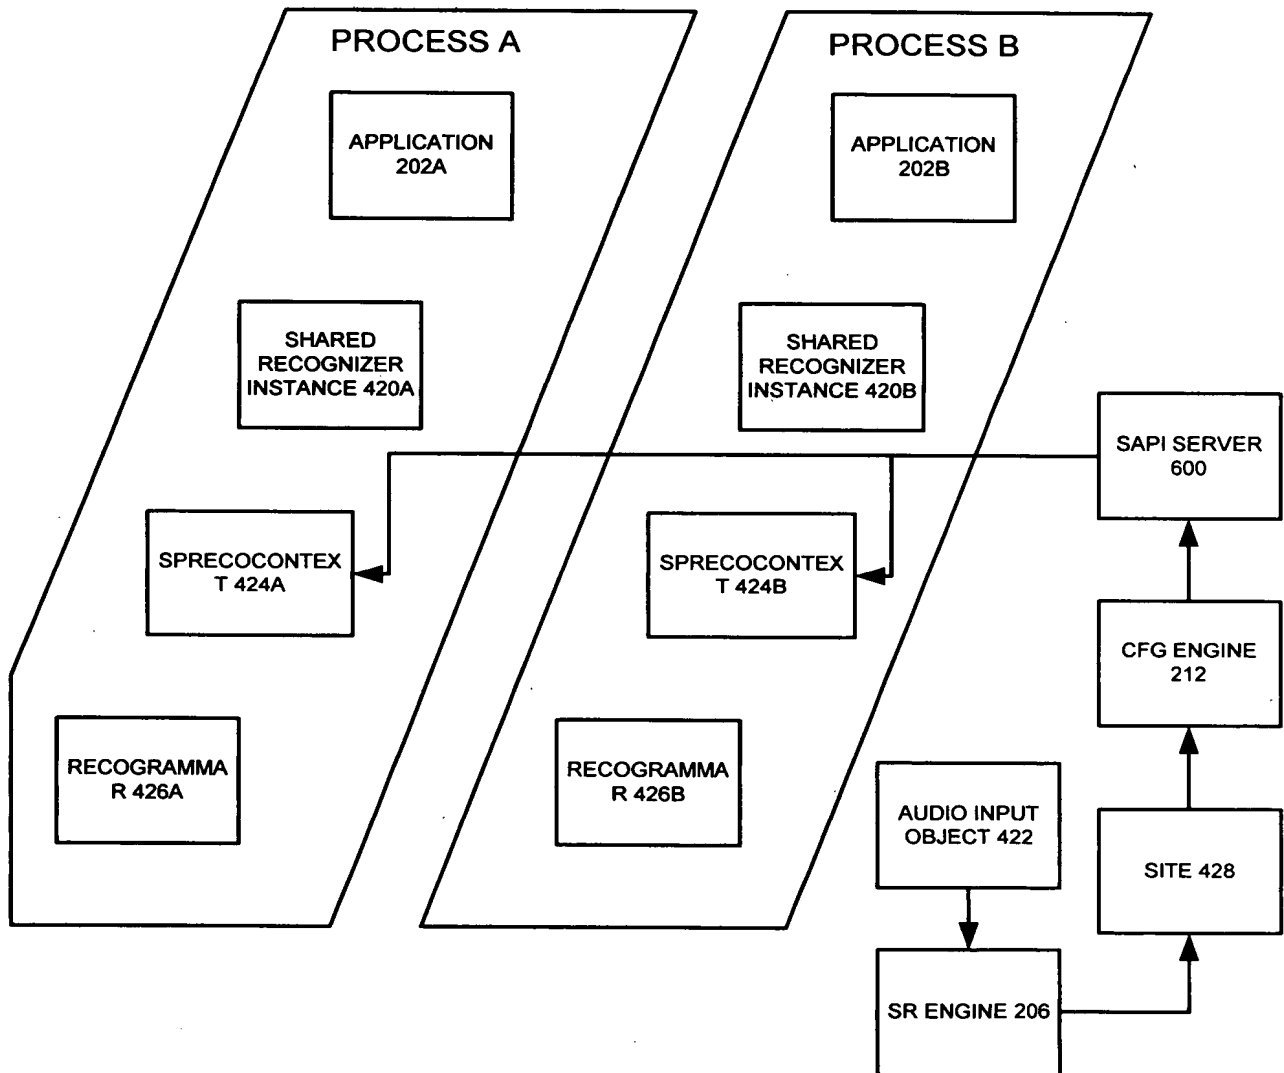 PROCESS A
APPLICATION
202A
SHARED
RECOGNIZER
INSTANCE 420A
SPRECOCONTEX
T 424A
RECOGRAMMA
R 426A
PROCESS B
APPLICATION
202B
SHARED
RECOGNIZER
INSTANCE 420B
SPRECOCONTEX
T 424B
RECOGRAMMA
R 426B
SAPI SERVER
600
CFG ENGINE
212
AUDIO INPUT
OBJECT 422
SITE 428
SR ENGINE 206